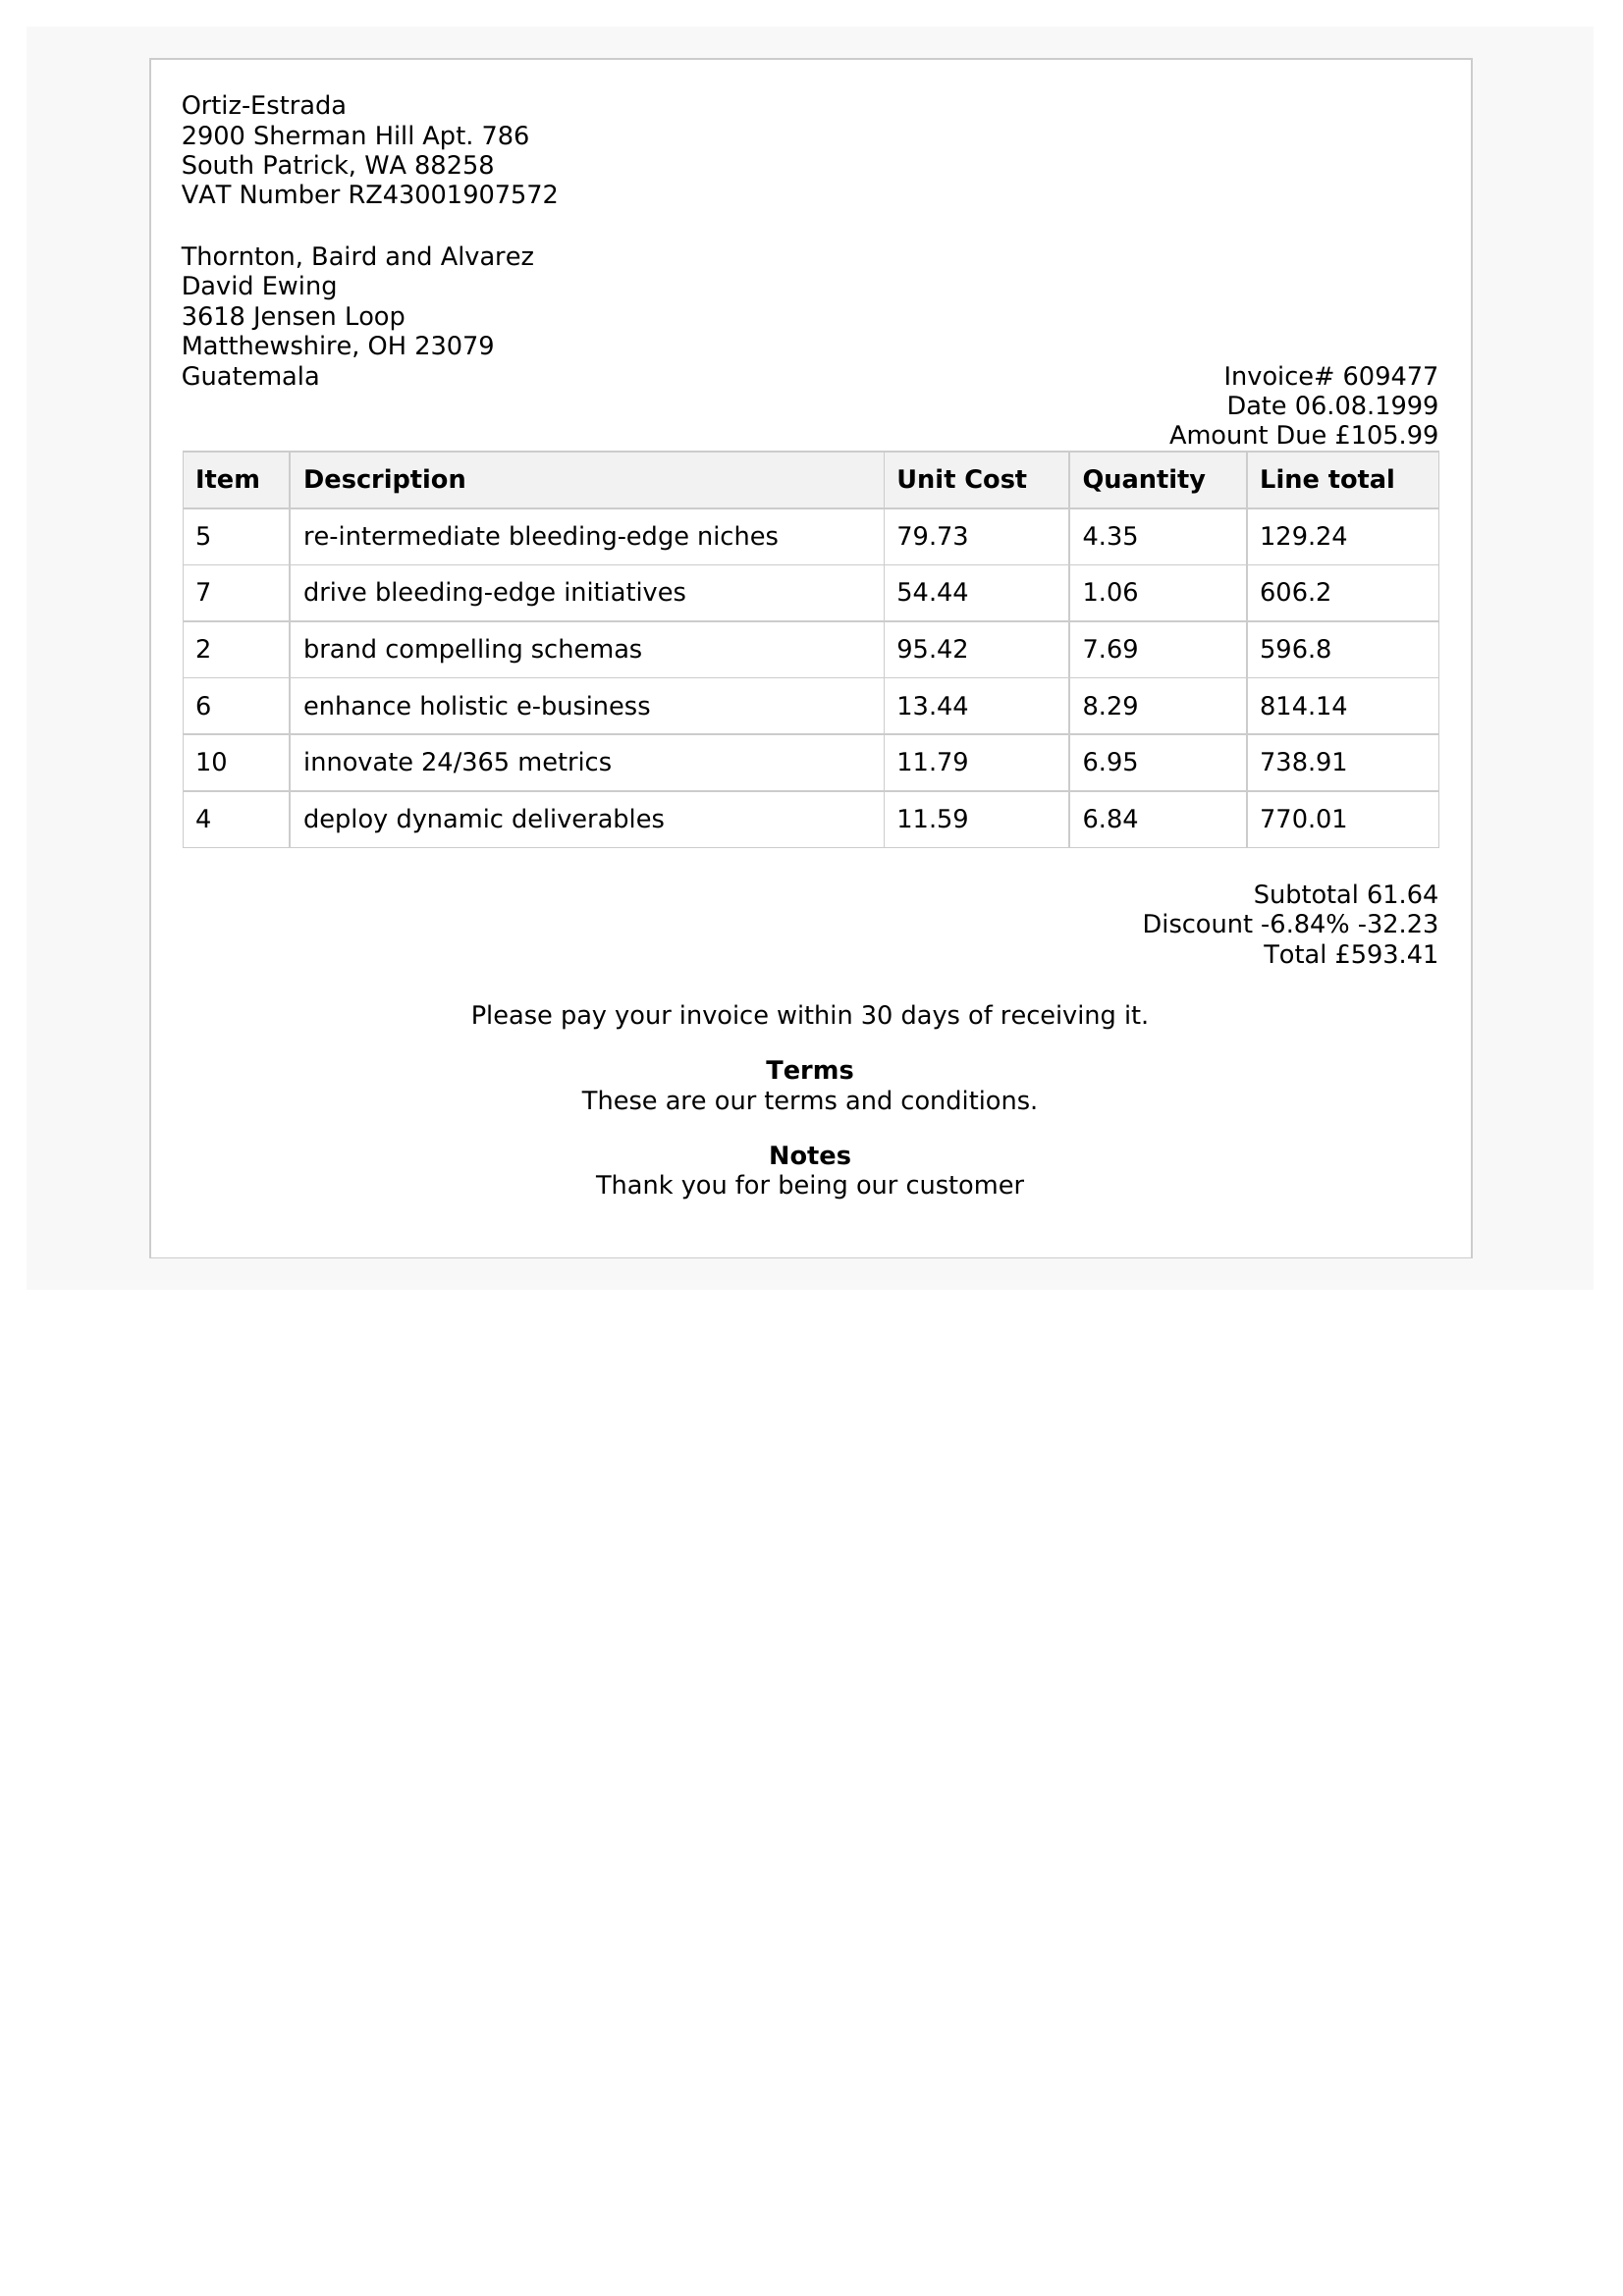 Ortiz-Estrada
2900 Sherman Hill Apt. 786
South Patrick, WA 88258
VAT Number RZ43001907572
Thornton, Baird and Alvarez
David Ewing
3618 Jensen Loop
Matthewshire, OH 23079
Guatemala
Invoice# 609477
Date 06.08.1999
Amount Due £105.99
Item Description Unit Cost Quantity Line total
5 re-intermediate bleeding-edge niches 79.73 4.35 129.24
7 drive bleeding-edge initiatives 54.44 1.06 606.2
2 brand compelling schemas 95.42 7.69 596.8
6 enhance holistic e-business 13.44 8.29 814.14
10 innovate 24/365 metrics 11.79 6.95 738.91
4 deploy dynamic deliverables 11.59 6.84 770.01
Subtotal 61.64
Discount -6.84% -32.23
Total £593.41
Please pay your invoice within 30 days of receiving it.
Terms
These are our terms and conditions.
Notes
Thank you for being our customer